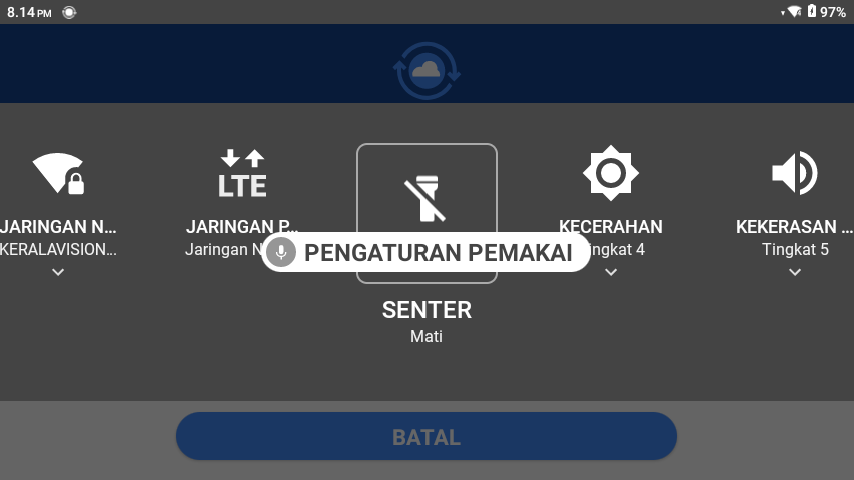 8.14 PM
97%
JARINGAN N...
KERALAVISION...
JARINGAN P...
Jaringan N
LTE
KECERAHAN
ingkat 4
KEKERASAN ...
Tingkat 5
PENGATURAN PEMAKAI
SENTER
Mati
BATAL